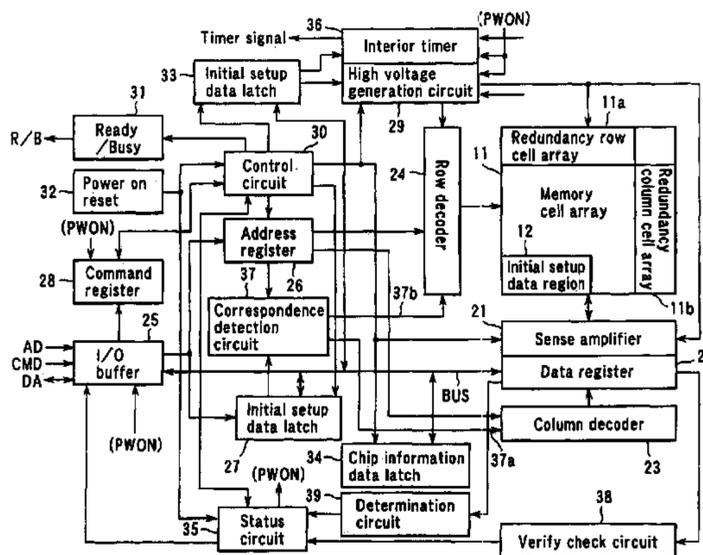 (PWON)
36
Timer signal
Interior timer
33
Initial setup
data latch
High voltage
generation circuit
11a
31
29
R/B
Ready
/Busy
30
Redundancy row
cell array
24
11
Control
circuit
Row decoder
32
Power on
reset
Memory
cell array
Redundancy
column cell array
(PWON)
Address
register
12
28
Command
register
37
26
37b
Initial setup
data region
Correspondence
detection
circuit
11b
25
21
AD
CMD
DA
I/O
buffer
Sense amplifier
2
Data register
BUS
Initial setup
data latch
Column decoder
(PWON)
27
34
Chip information
data latch
37a
23
(PWON)
39
Determination
circuit
38
35
Status
circuit
Verify check circuit